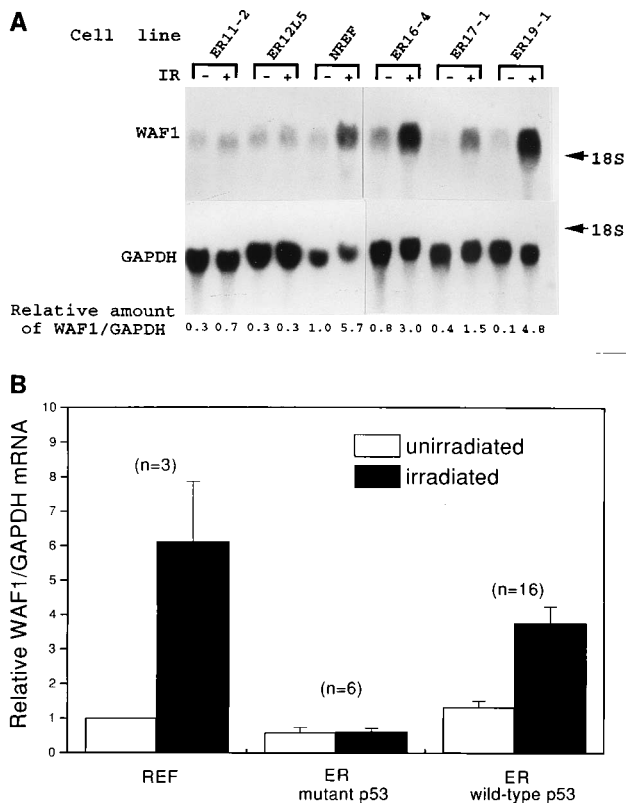 A
Cell line
ER11-2 ER12L5 NREF ER16-4 ER17-1 ER19-1
IR - + - + - + - + - + - +
WAF1
18S
18S
GAPDH
Relative amount
of WAF1/GAPDH 0.3 0.7 0.3 0.3 1.0 5.7 0.8 3.0 0.4 1.5 0.1 4.8
B
Relative WAF1/GAPDH mRNA
10
9
8
7
6
5
4
3
2
1
0
unirradiated
irradiated
(n=3)
(n=6)
(n=16)
REF
ER
mutant p53
ER
wild-type p53